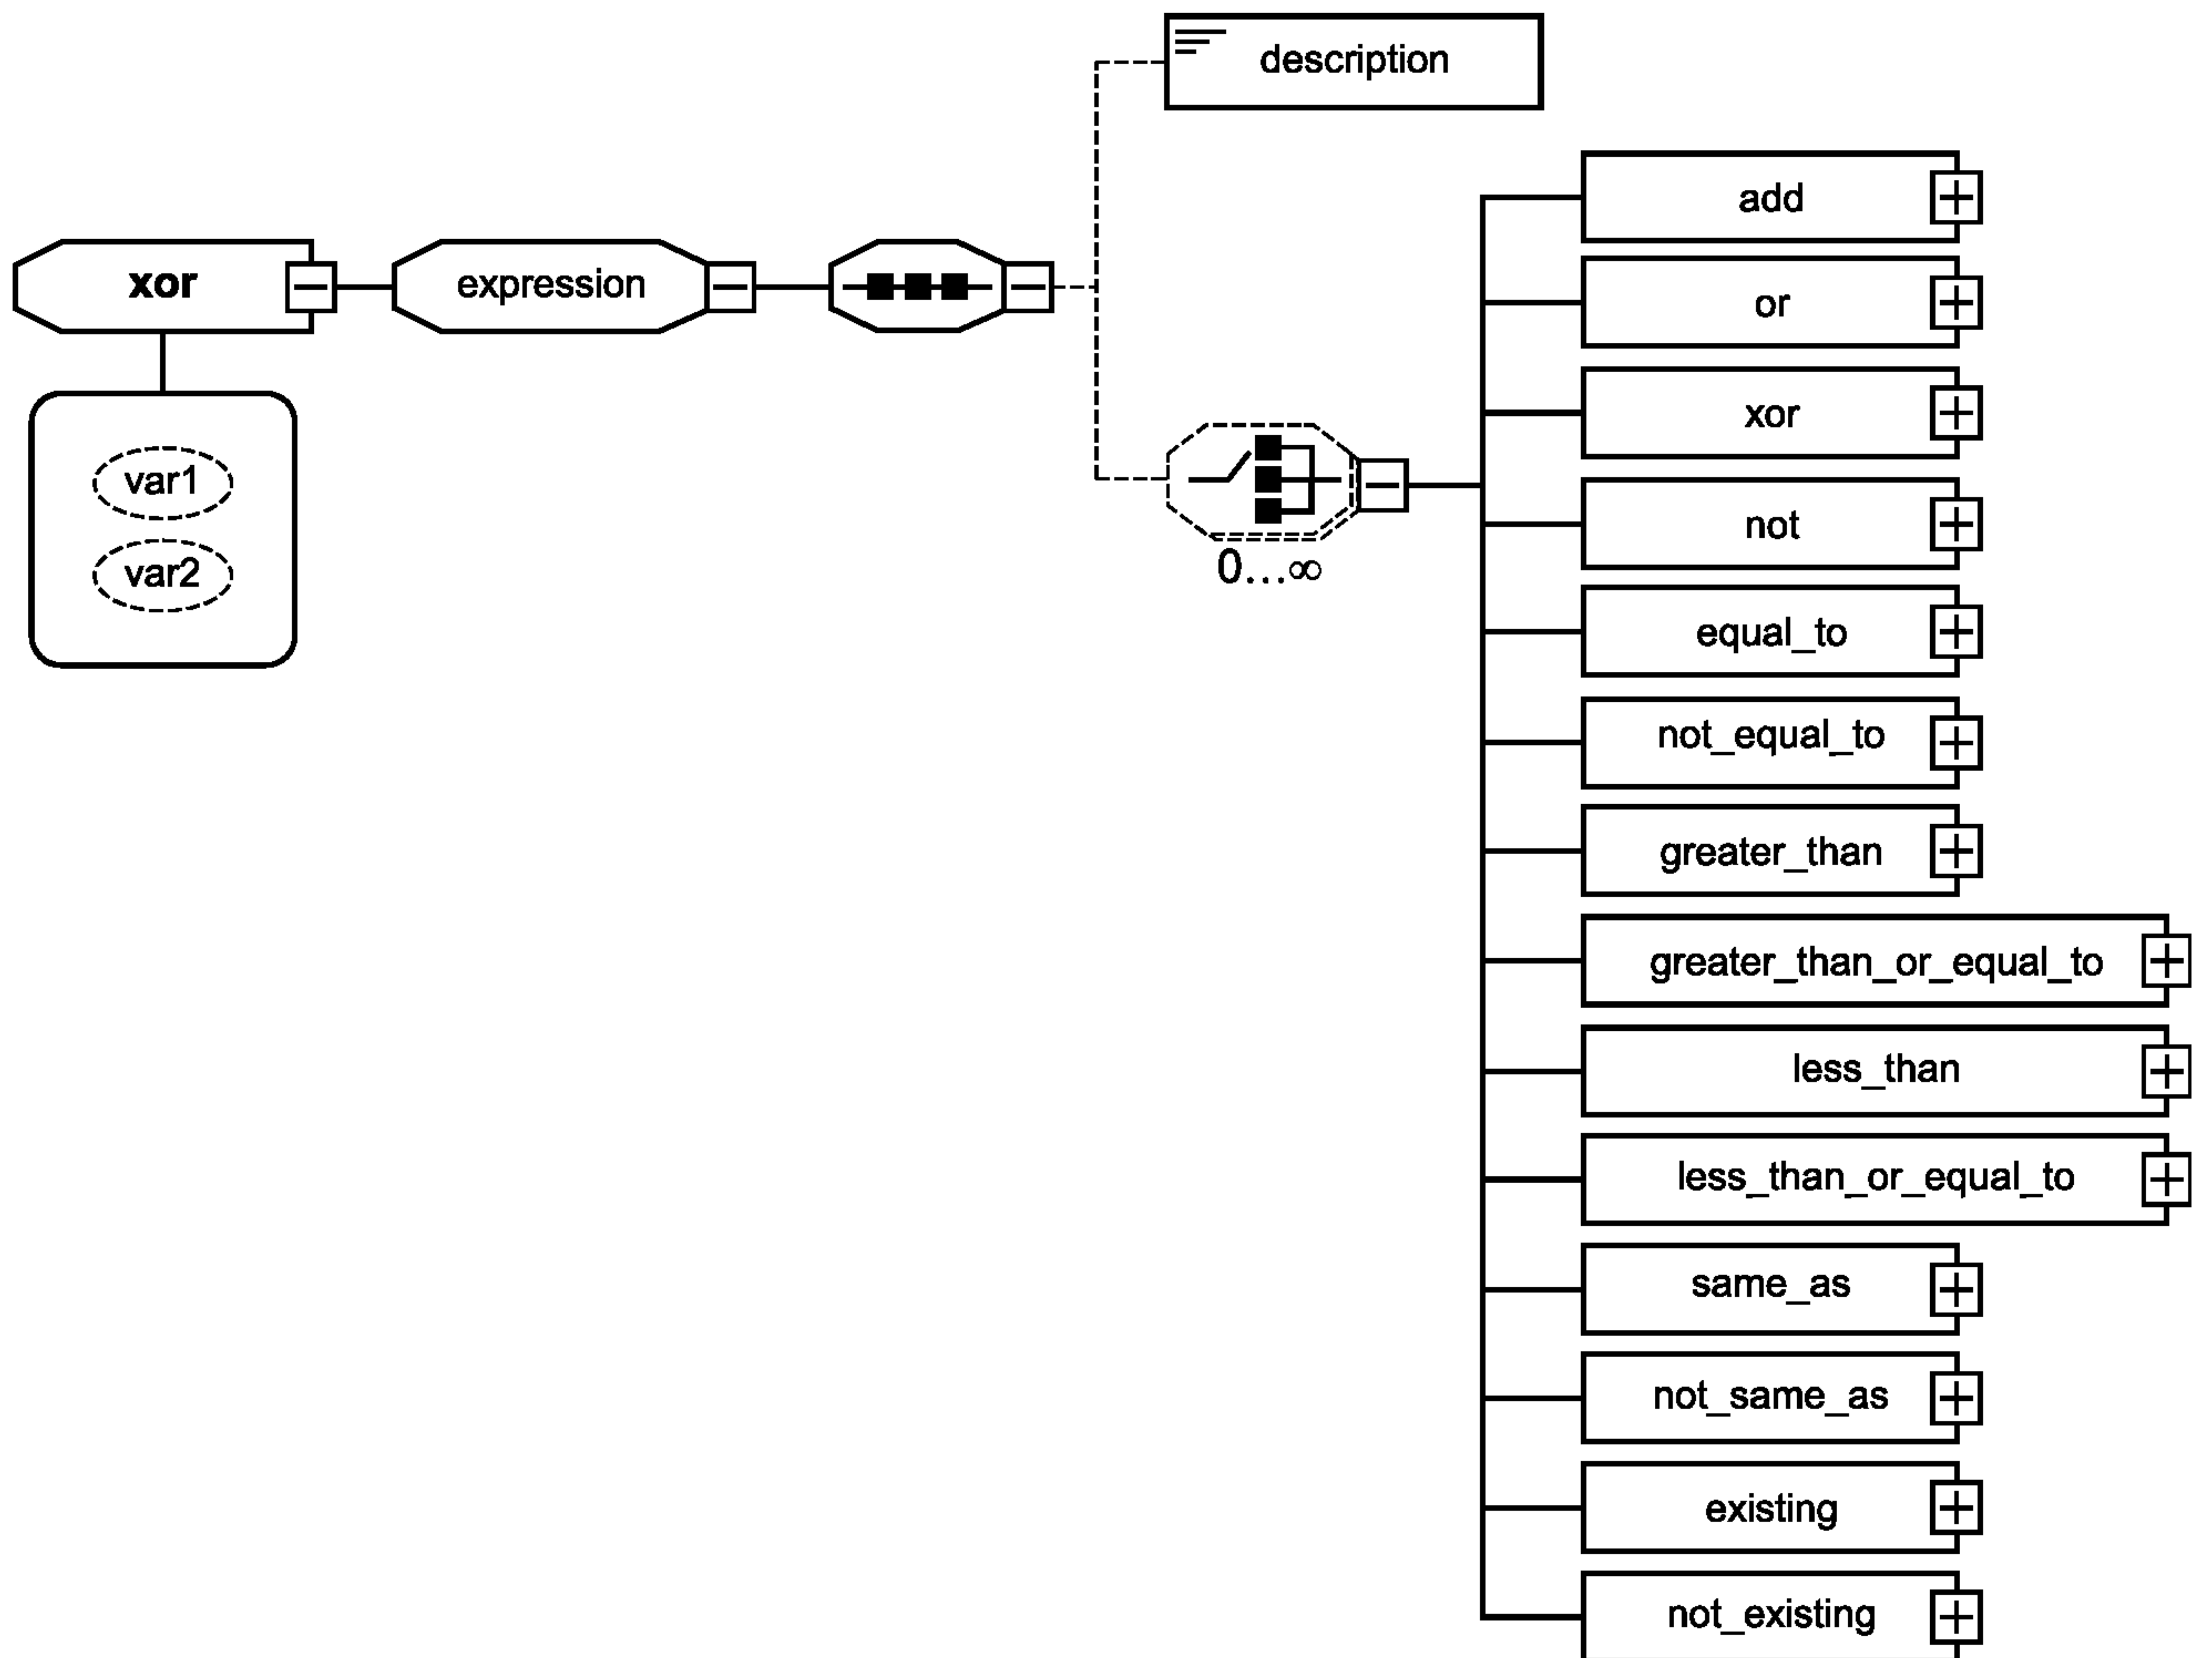 description
xor
expression
var1
var2
0...∞
add
or
xor
not
equal_to
not_equal_to
greater_than
greater_than_or_equal_to
less_than
less_than_or_equal_to
same_as
not_same_as
existing
not_existing